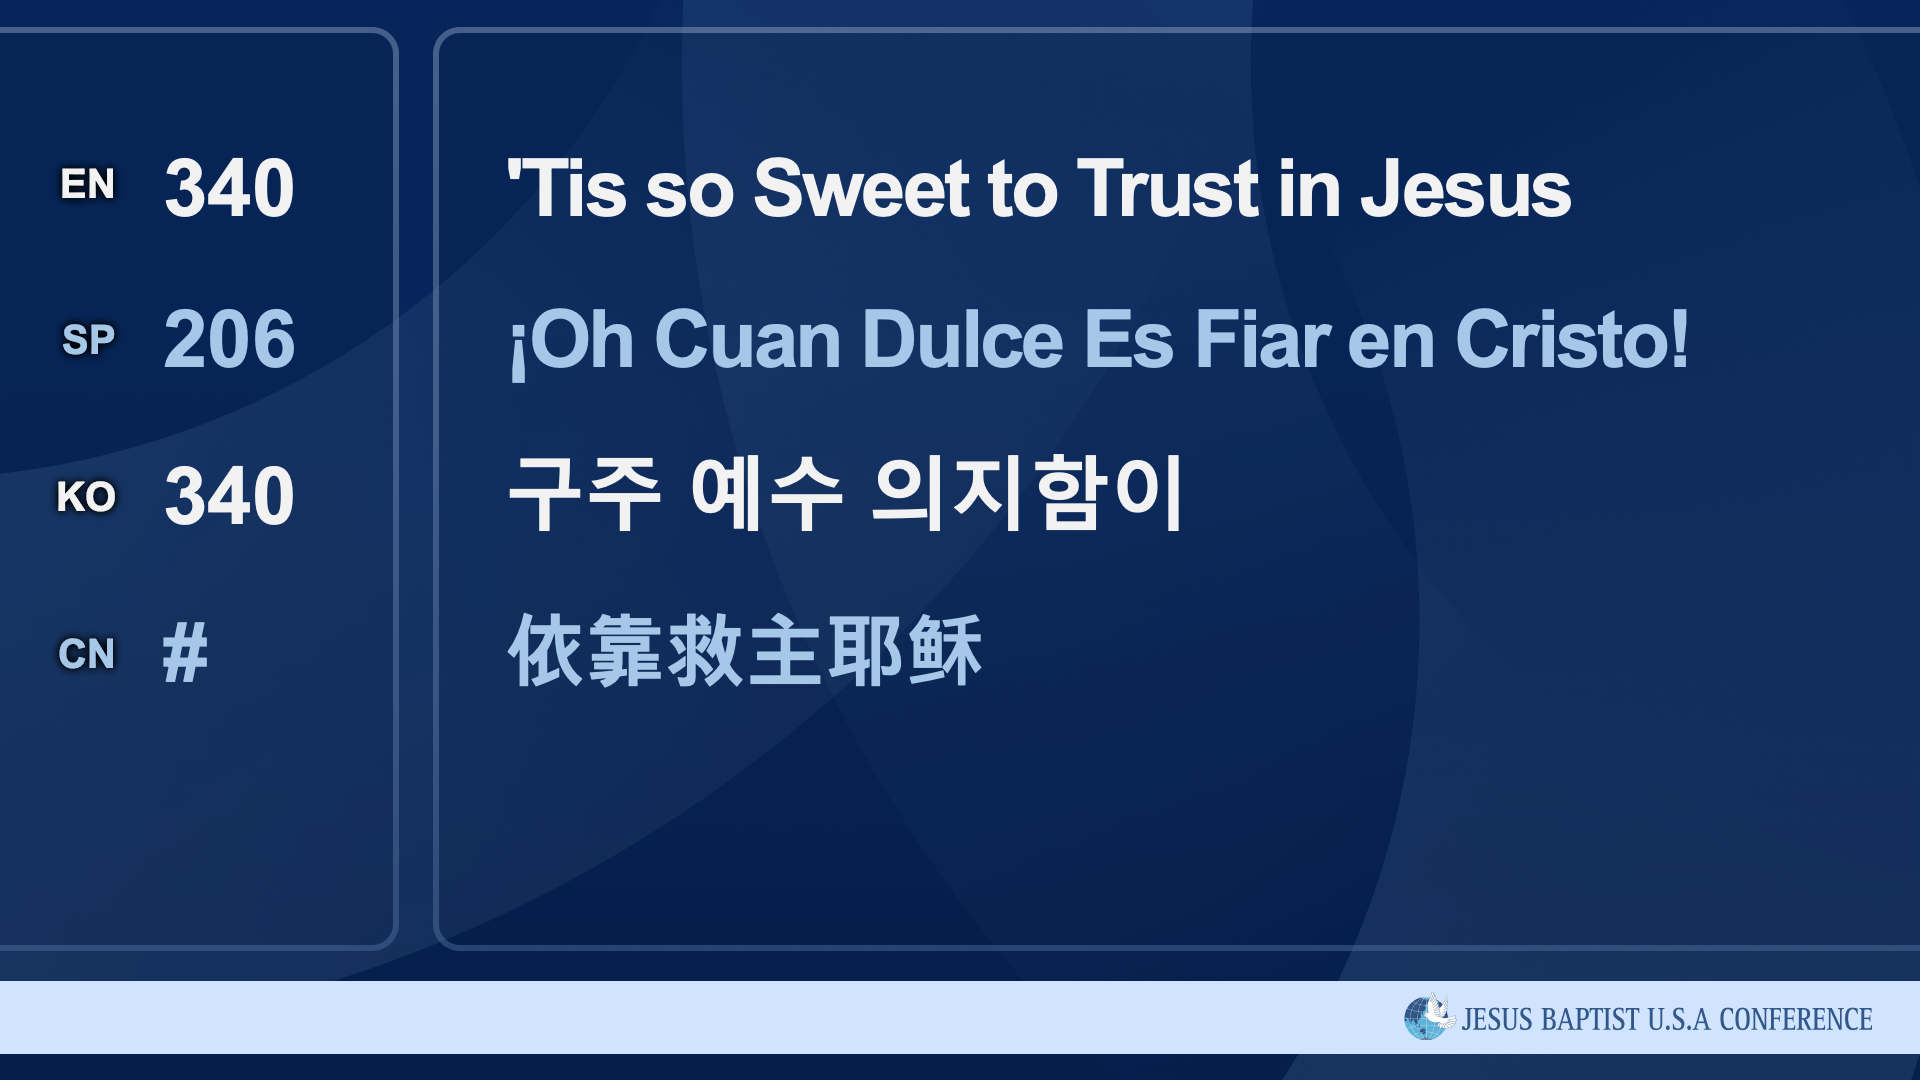 EN 340 'Tis so Sweet to Trust in Jesus
SP 206 ¡Oh Cuan Dulce Es Fiar en Cristo!
KO 340 구주 예수 의지함이
CN # 依靠救主耶稣
JESUS BAPTIST U.S.A CONFERENCE